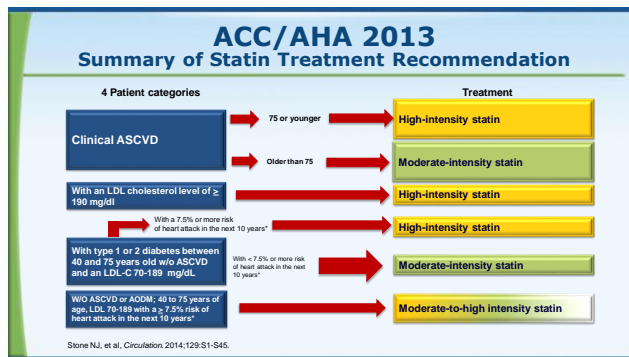 ACC/AHA 2013
Summary of Statin Treatment Recommendation
4 Patient categories
Treatment
Clinical ASCVD
75 or younger
High-intensity statin
Older than 75
Moderate-intensity statin
With an LDL cholesterol level of ≥
190 mg/dl
High-intensity statin
With a 7.5% or more risk
of heart attack in the next 10 years*
High-intensity statin
With type 1 or 2 diabetes between
40 and 75 years old w/o ASCVD
and an LDL-C 70-189 mg/dL
With < 7.5% or more risk
of heart attack in the next
10 years*
Moderate-intensity statin
W/O ASCVD or AODM; 40 to 75 years of
age, LDL 70-189 with a ≥ 7.5% risk of
heart attack in the next 10 years*
Moderate-to-high intensity statin
Stone NJ, et al, Circulation. 2014;129:S1-S45.